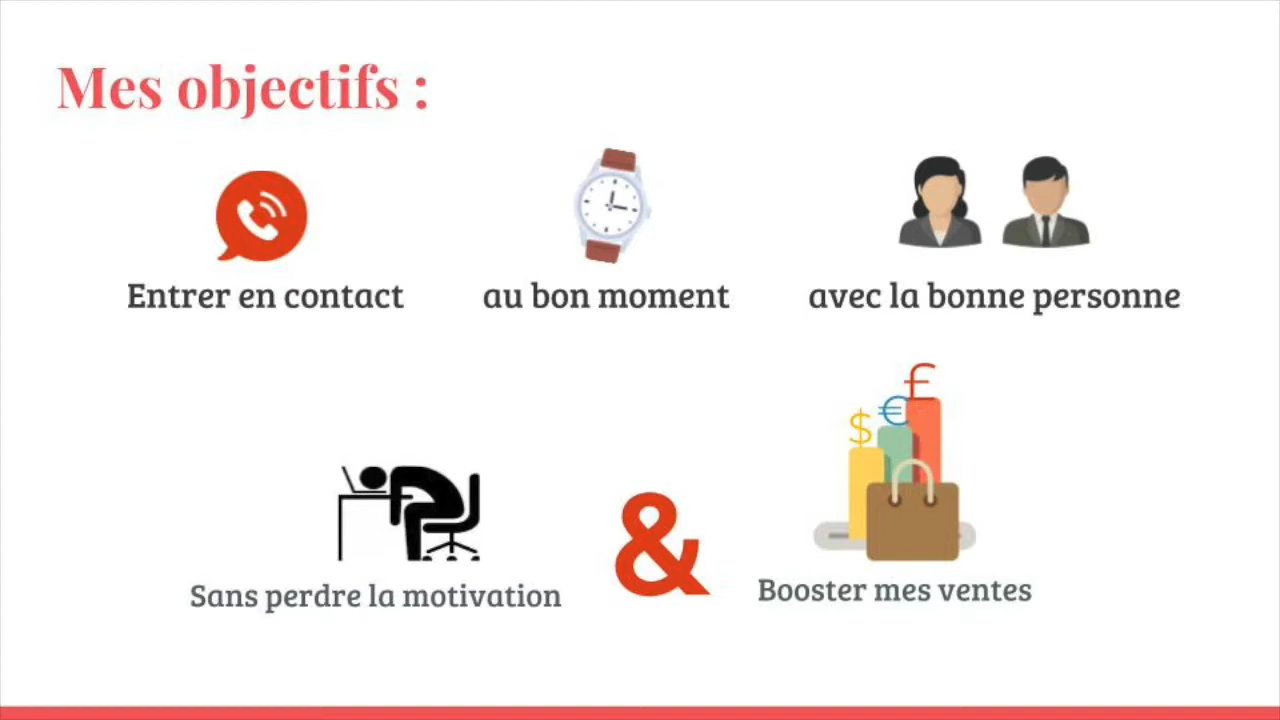 Mes objectifs :
Entrer en contact
au bon moment
avec la bonne personne
$
€
£
Sans perdre la motivation
&
Booster mes ventes